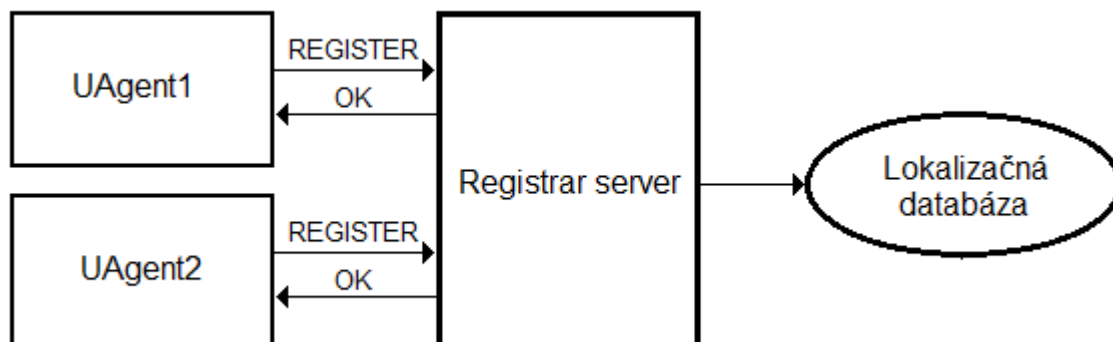 UAgent1
REGISTER
OK
UAgent2
REGISTER
OK
Registrar server
Lokalizačná
databáza